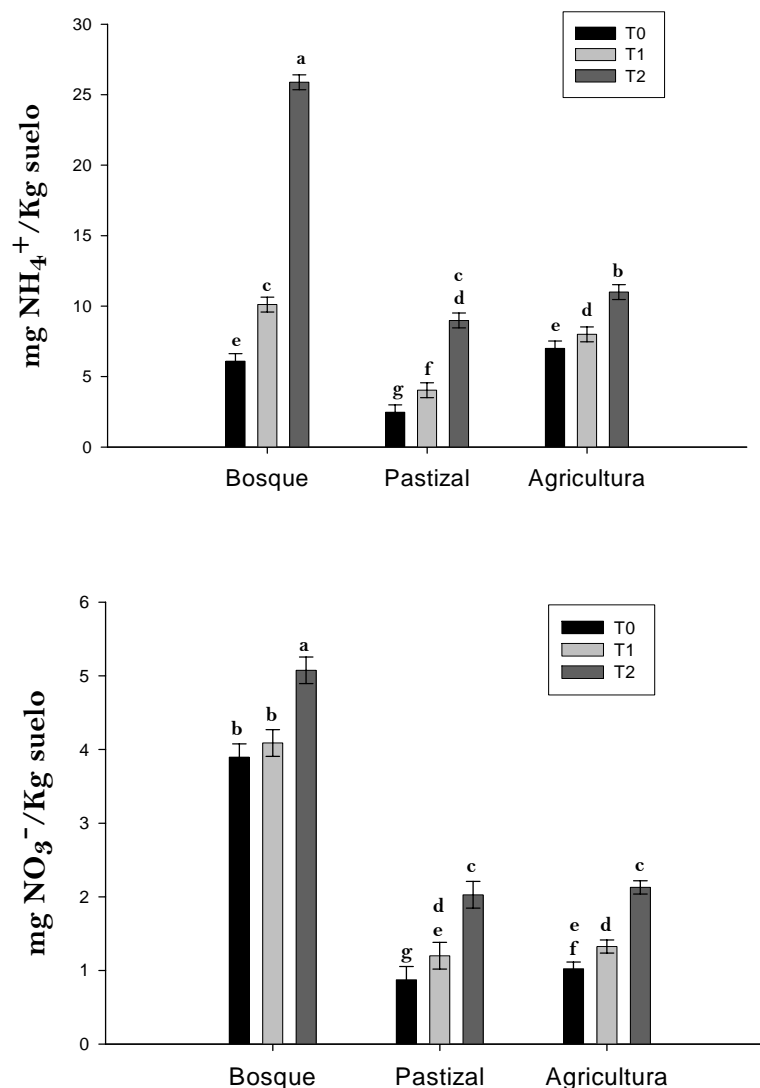 30
25
20
15
10
5
0
mg NH₄⁺/Kg suelo
T0
T1
T2
e
c
a
g
f
c
d
e
d
b
Bosque Pastizal Agricultura
6
5
4
3
2
1
0
mg NO₃⁻/Kg suelo
T0
T1
T2
b
b
a
g
d
e
c
e
f
d
c
Bosque Pastizal Agricultura